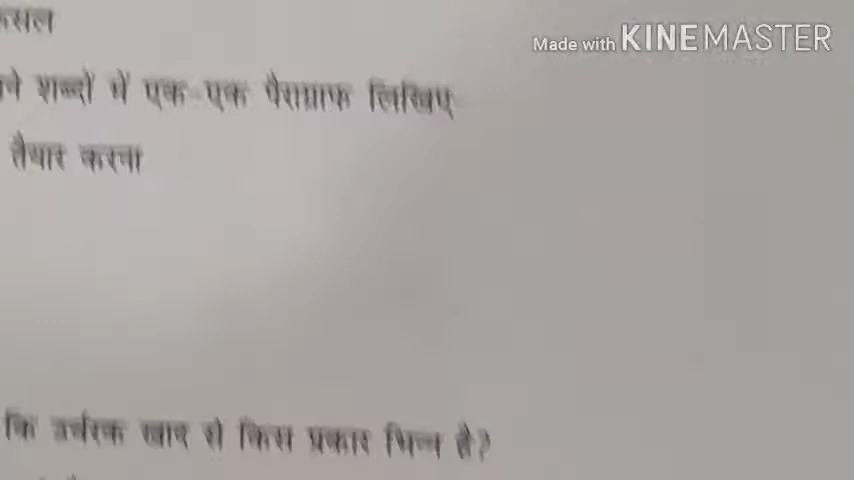 फसल
Made with KINEMASTER
शब्दों में एक-एक पैराग्राफ लिखिए
तैयार करना
कि उर्वरक खाद से किस प्रकार भिन्न है?